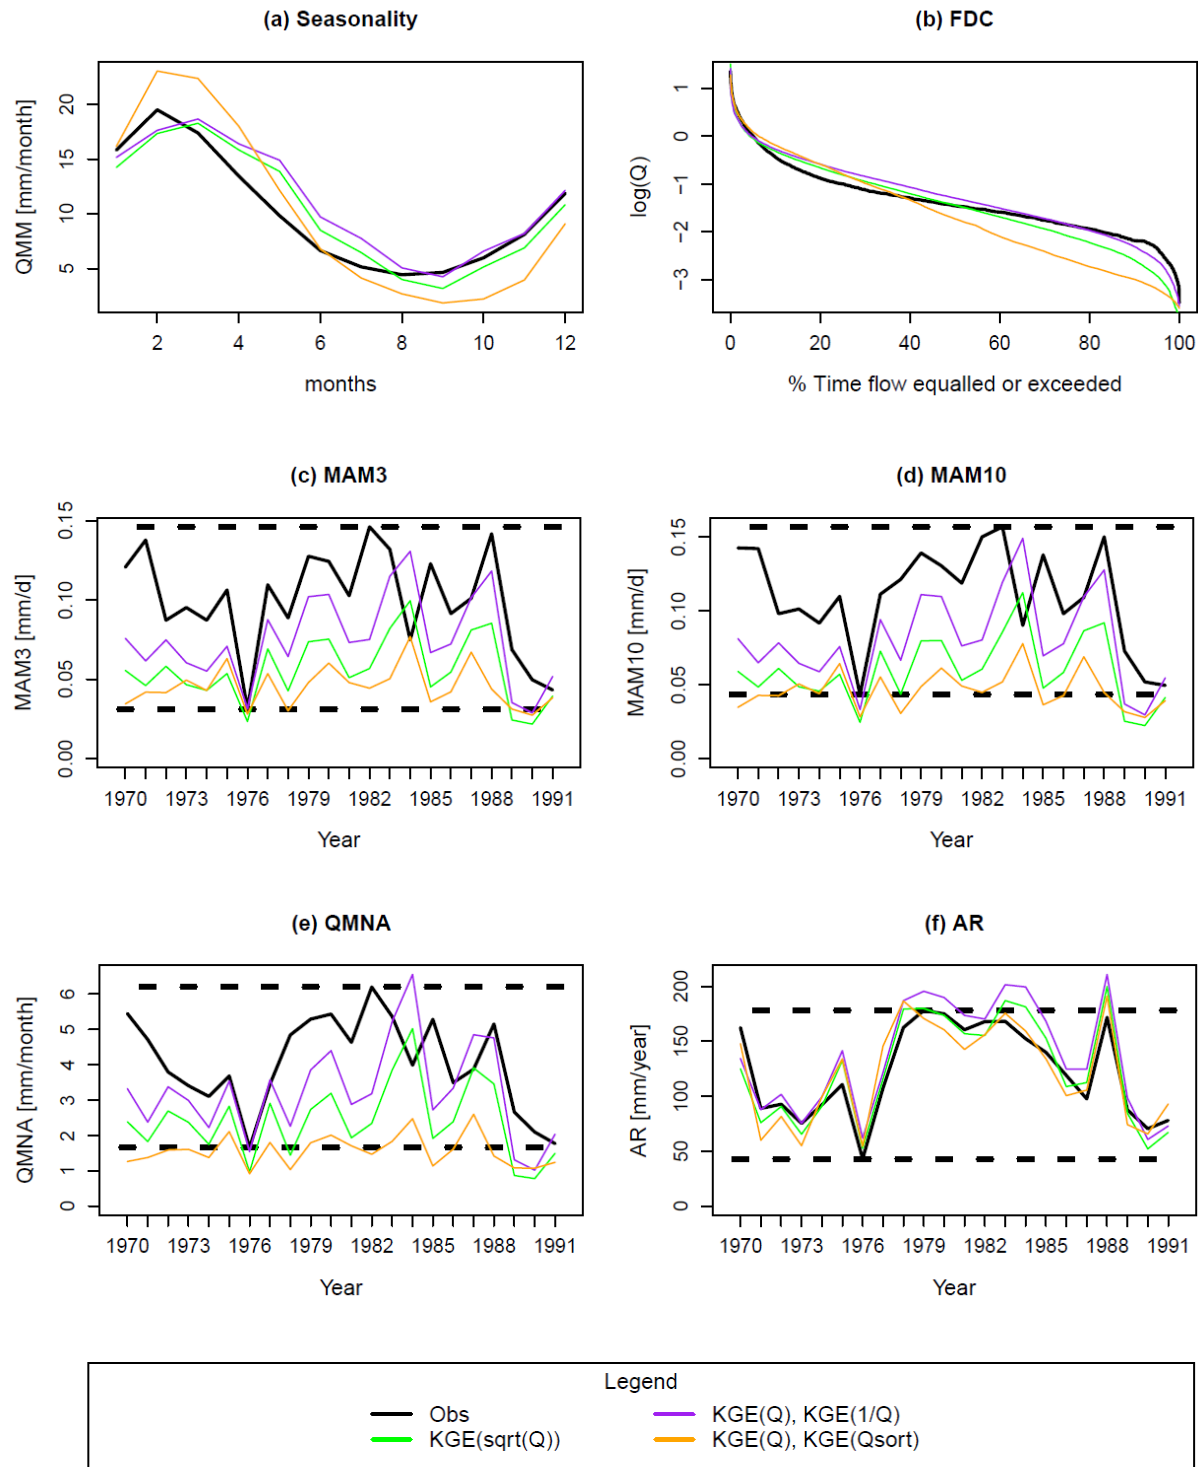 (a) Seasonality
QMM [mm/month]
20
15
10
5
2 4 6 8 10 12
months
(b) FDC
log(Q)
1
0
−1
−2
−3
0 20 40 60 80 100
% Time flow equalled or exceeded
(c) MAM3
MAM3 [mm/d]
0.15
0.10
0.05
0.00
1970 1973 1976 1979 1982 1985 1988 1991
Year
(d) MAM10
MAM10 [mm/d]
0.15
0.10
0.05
0.00
1970 1973 1976 1979 1982 1985 1988 1991
Year
(e) QMNA
QMNA [mm/month]
6
5
4
3
2
1
0
1970 1973 1976 1979 1982 1985 1988 1991
Year
(f) AR
AR [mm/year]
200
150
100
50
0
1970 1973 1976 1979 1982 1985 1988 1991
Year
Legend
Obs
KGE(sqrt(Q))
KGE(Q), KGE(1/Q)
KGE(Q), KGE(Qsort)